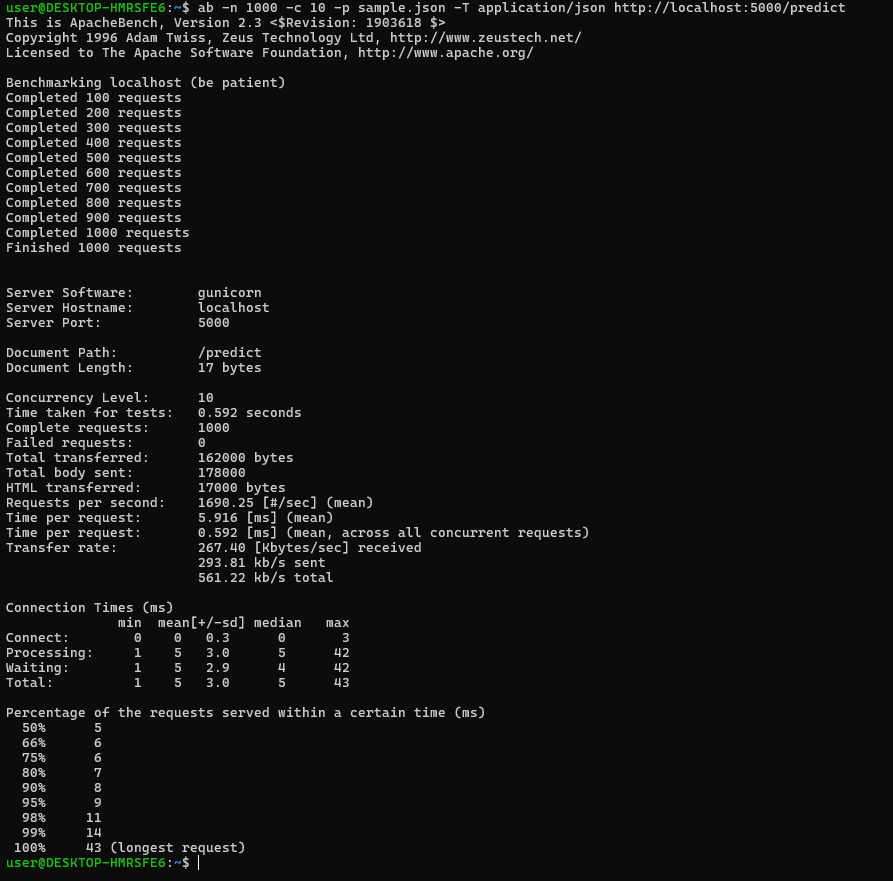 user@DESKTOP-HMRSFE6:~$ ab -n 1000 -c 10 -p sample.json -T application/json http://localhost:5000/predict
This is ApacheBench, Version 2.3 <$Revision: 1903618 $>
Copyright 1996 Adam Twiss, Zeus Technology Ltd, http://www.zeustech.net/
Licensed to The Apache Software Foundation, http://www.apache.org/

Benchmarking localhost (be patient)
Completed 100 requests
Completed 200 requests
Completed 300 requests
Completed 400 requests
Completed 500 requests
Completed 600 requests
Completed 700 requests
Completed 800 requests
Completed 900 requests
Completed 1000 requests
Finished 1000 requests


Server Software:        gunicorn
Server Hostname:        localhost
Server Port:            5000

Document Path:          /predict
Document Length:        17 bytes

Concurrency Level:      10
Time taken for tests:   0.592 seconds
Complete requests:      1000
Failed requests:        0
Total transferred:      162000 bytes
Total body sent:        178000
HTML transferred:       17000 bytes
Requests per second:    1690.25 [#/sec] (mean)
Time per request:       5.916 [ms] (mean)
Time per request:       0.592 [ms] (mean, across all concurrent requests)
Transfer rate:          267.40 [Kbytes/sec] received
                        293.81 kb/s sent
                        561.22 kb/s total

Connection Times (ms)
              min  mean[+/-sd] median   max
Connect:        0    0   0.3      0       3
Processing:     1    5   3.0      5      42
Waiting:        1    5   2.9      4      42
Total:          1    5   3.0      5      43

Percentage of the requests served within a certain time (ms)
  50%      5
  66%      6
  75%      6
  80%      7
  90%      8
  95%      9
  98%     11
  99%     14
 100%     43 (longest request)
user@DESKTOP-HMRSFE6:~$